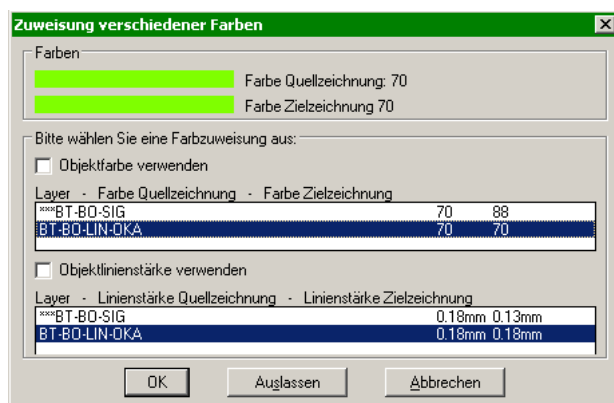 Zuweisung verschiedener Farben
Farben
Farbe Quellzeichnung: 70
Farbe Zielzeichnung 70
Bitte wählen Sie eine Farbzuweisung aus:
Objektfarbe verwenden
Layer - Farbe Quellzeichnung - Farbe Zielzeichnung
***BT-BO-SIG 70 88
BT-BO-LIN-OKA 70 70
Objektlinienstärke verwenden
Layer - Linienstärke Quellzeichnung - Linienstärke Zielzeichnung
***BT-BO-SIG 0.18mm 0.13mm
BT-BO-LIN-OKA 0.18mm 0.18mm
OK Auslassen Abbrechen